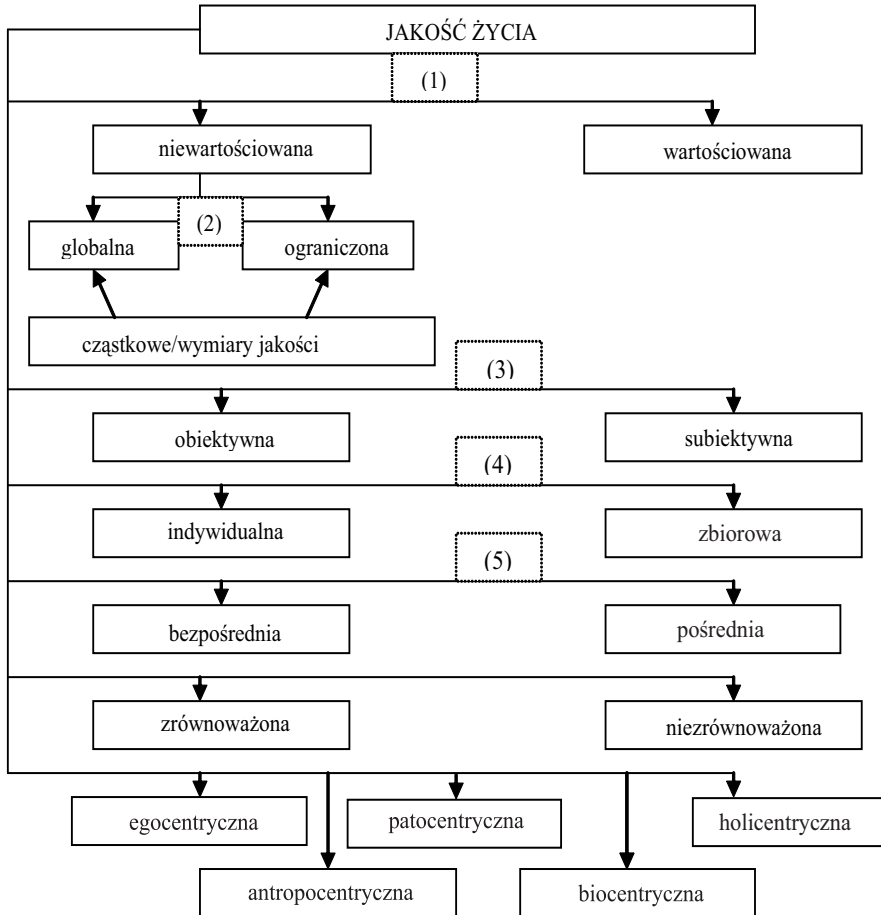 JAKOŚĆ ŻYCIA
(1)
niewartościowana
wartościowana
(2)
globalna
ograniczona
cząstkowe/wymiary jakości
(3)
obiektywna
subiektywna
(4)
indywidualna
zbiorowa
(5)
bezpośrednia
pośrednia
zrównoważona
niezrównoważona
egocentryczna
patocentryczna
holicentryczna
antropocentryczna
biocentryczna